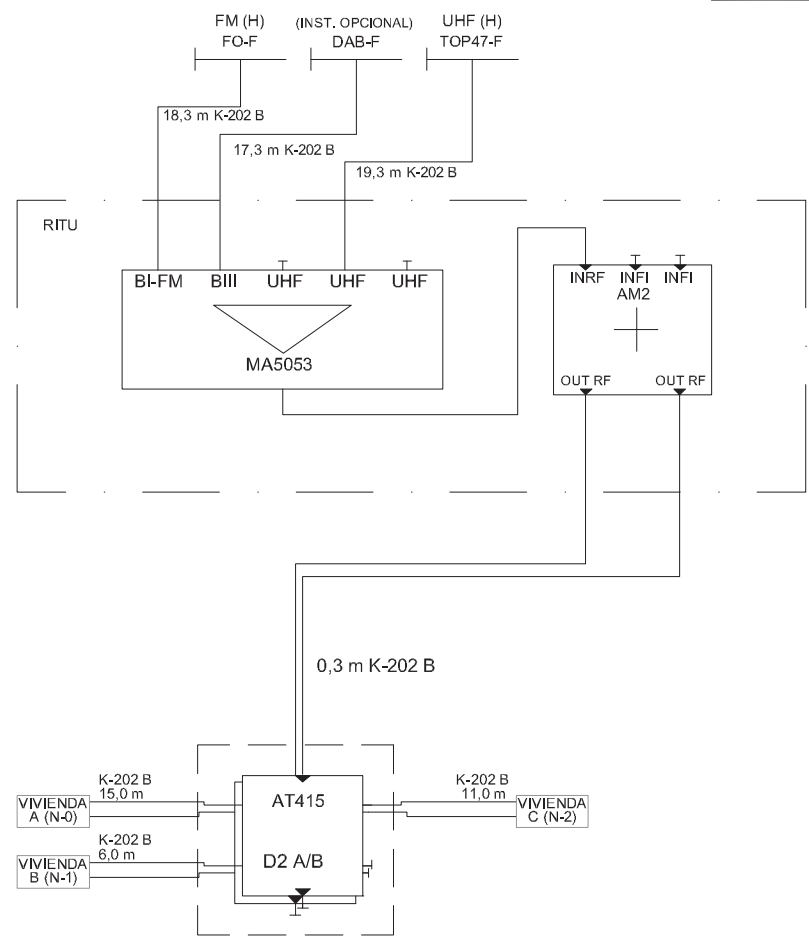 FM (H)
FO-F
(INST. OPCIONAL)
DAB-F
UHF (H)
TOP47-F
18,3 m K-202 B
17,3 m K-202 B
19,3 m K-202 B
RITU
BI-FM
BIII
UHF
UHF
UHF
MA5053
INRF
INFI
INFI
AM2
OUT RF
OUT RF
0,3 m K-202 B
K-202 B
15,0 m
VIVIENDA
A (N-0)
K-202 B
6,0 m
VIVIENDA
B (N-1)
AT415
D2 A/B
K-202 B
11,0 m
VIVIENDA
C (N-2)